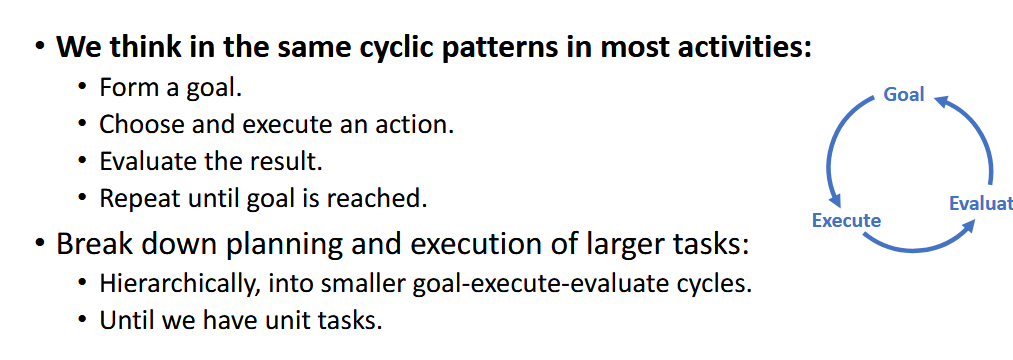 • We think in the same cyclic patterns in most activities:
• Form a goal.
• Choose and execute an action.
• Evaluate the result.
• Repeat until goal is reached.
• Break down planning and execution of larger tasks:
• Hierarchically, into smaller goal-execute-evaluate cycles.
• Until we have unit tasks.
Goal
Execute
Evaluat